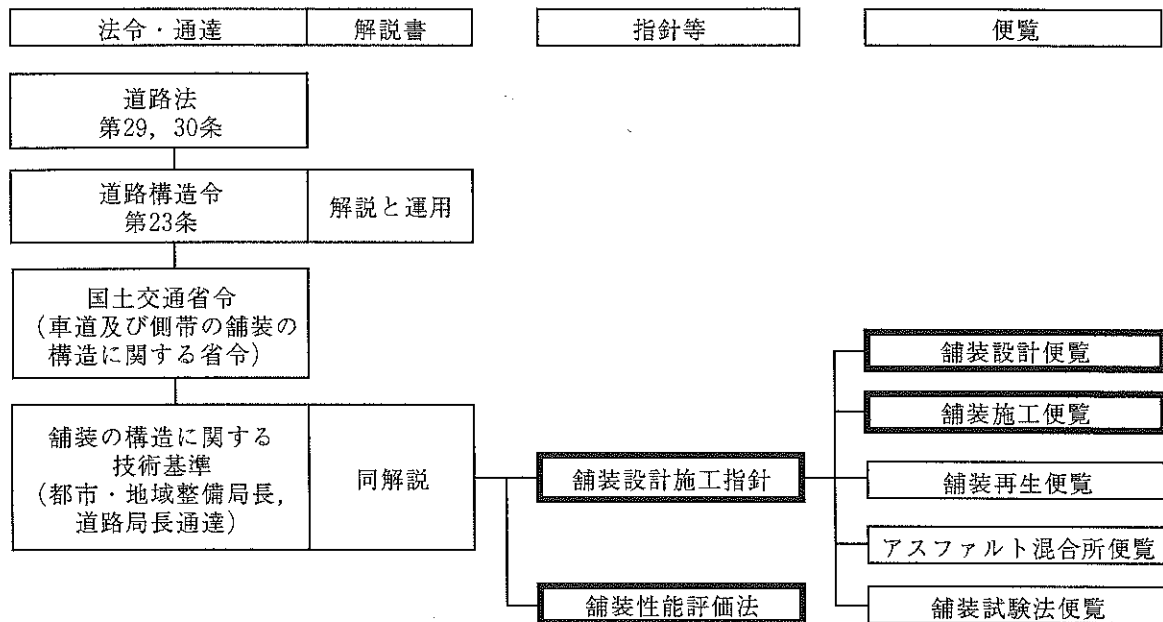 法令・通達
解説書
指針等
便覧
道路法
第29，30条
道路構造令
第23条
解説と運用
国土交通省令
(車道及び側帯の舗装の
構造に関する省令)
舗装の構造に関する
技術基準
(都市・地域整備局長，
道路局長通達)
同解説
舗装設計施工指針
舗装性能評価法
舗装設計便覧
舗装施工便覧
舗装再生便覧
アスファルト混合所便覧
舗装試験法便覧